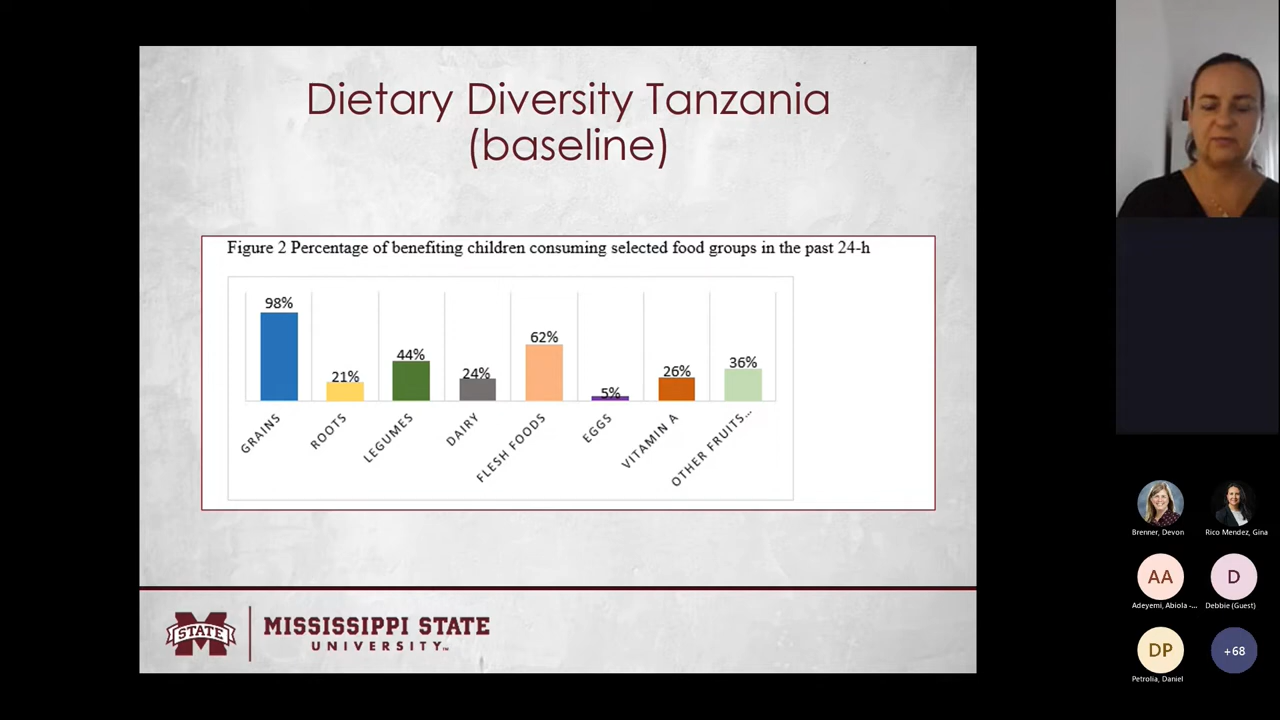 Dietary Diversity Tanzania
(baseline)
Figure 2 Percentage of benefiting children consuming selected food groups in the past 24-h
98%
21%
44%
24%
62%
5%
26%
36%
GRAINS
ROOTS
LEGUMES
DAIRY
FLESH FOODS
EGGS
VITAMIN A
OTHER FRUITS...
STATE
MISSISSIPPI STATE
UNIVERSITY™
Brenner, Devon
Rico Mendez, Gina
AA
D
Adeyemi, Abiola -...
Debbie (Guest)
DP
+68
Petrolia, Daniel